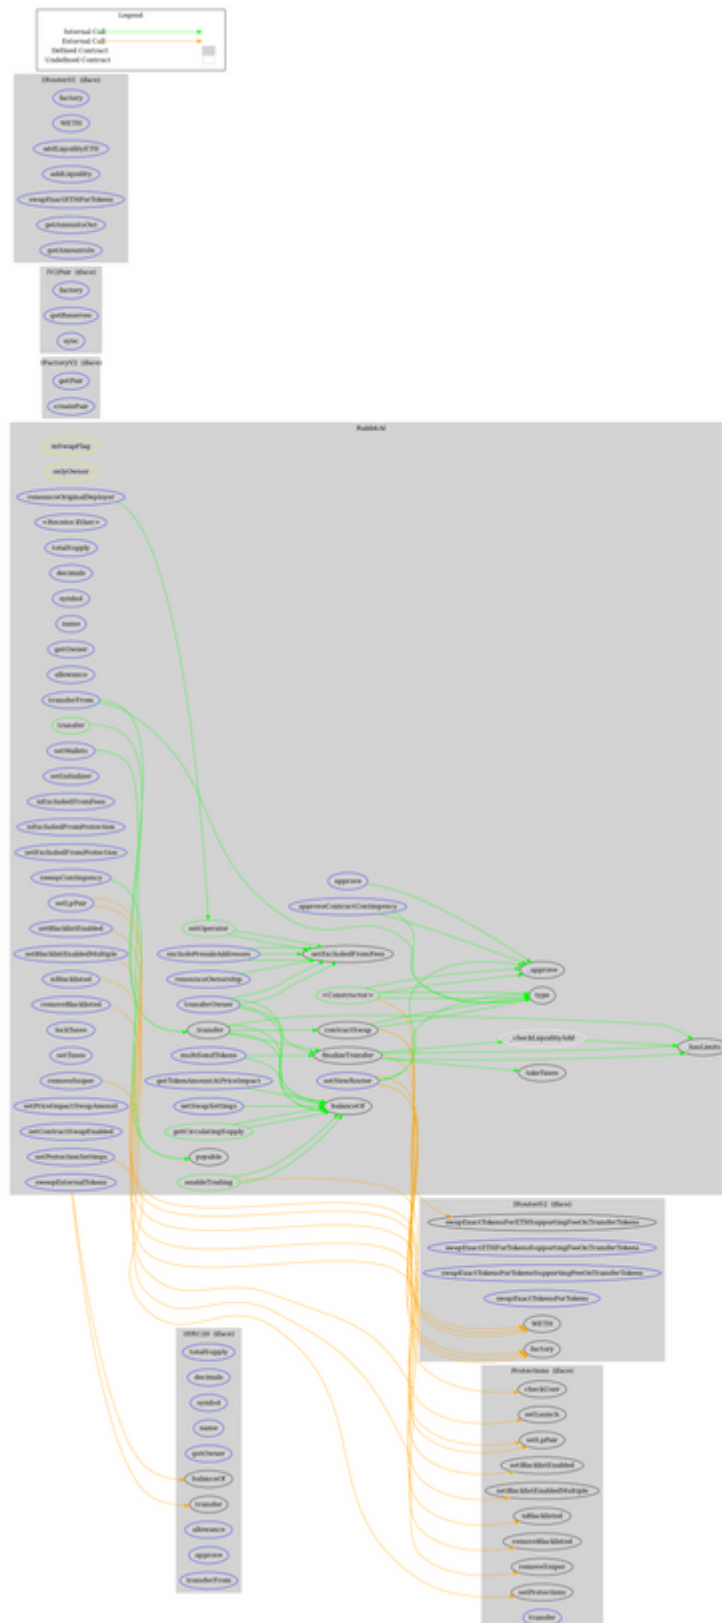 Legend
Internal Call
External Call
Defined Contract
Undefined Contract
IRouter01 (iface)
factory
WETH
addLiquidityETH
addLiquidity
swapExactETHForTokens
getAmountsOut
getAmountsIn
IV2Pair (iface)
factory
getReserves
sync
IFactoryV2 (iface)
getPair
createPair
RabbitAI
inSwapFlag
onlyOwner
renounceOriginalDeployer
<Receive Ether>
totalSupply
decimals
symbol
name
getOwner
allowance
transferFrom
transfer
setWallets
setInitializer
isExcludedFromFees
isExcludedFromProtection
setExcludedFromProtection
sweepContingency
setLpPair
setBlacklistEnabled
setBlacklistEnabledMultiple
isBlacklisted
removeBlacklisted
lockTaxes
setTaxes
removeSniper
setPriceImpactSwapAmount
setContractSwapEnabled
setProtectionSettings
sweepExternalTokens
approve
approveContractContingency
setOperator
excludePresaleAddresses
renounceOwnership
transferOwner
_transfer
multiSendTokens
getTokenAmountAtPriceImpact
setSwapSettings
getCirculatingSupply
payable
enableTrading
setExcludedFromFees
<Constructor>
contractSwap
finalizeTransfer
setNewRouter
balanceOf
_approve
type
_checkLiquidityAdd
takeTaxes
_hasLimits
IRouter02 (iface)
swapExactTokensForETHSupportingFeeOnTransferTokens
swapExactETHForTokensSupportingFeeOnTransferTokens
swapExactTokensForTokensSupportingFeeOnTransferTokens
swapExactTokensForTokens
WETH
factory
IERC20 (iface)
totalSupply
decimals
symbol
name
getOwner
balanceOf
transfer
allowance
approve
transferFrom
Protections (iface)
checkUser
setLaunch
setLpPair
setBlacklistEnabled
setBlacklistEnabledMultiple
isBlacklisted
removeBlacklisted
removeSniper
setProtections
transfer